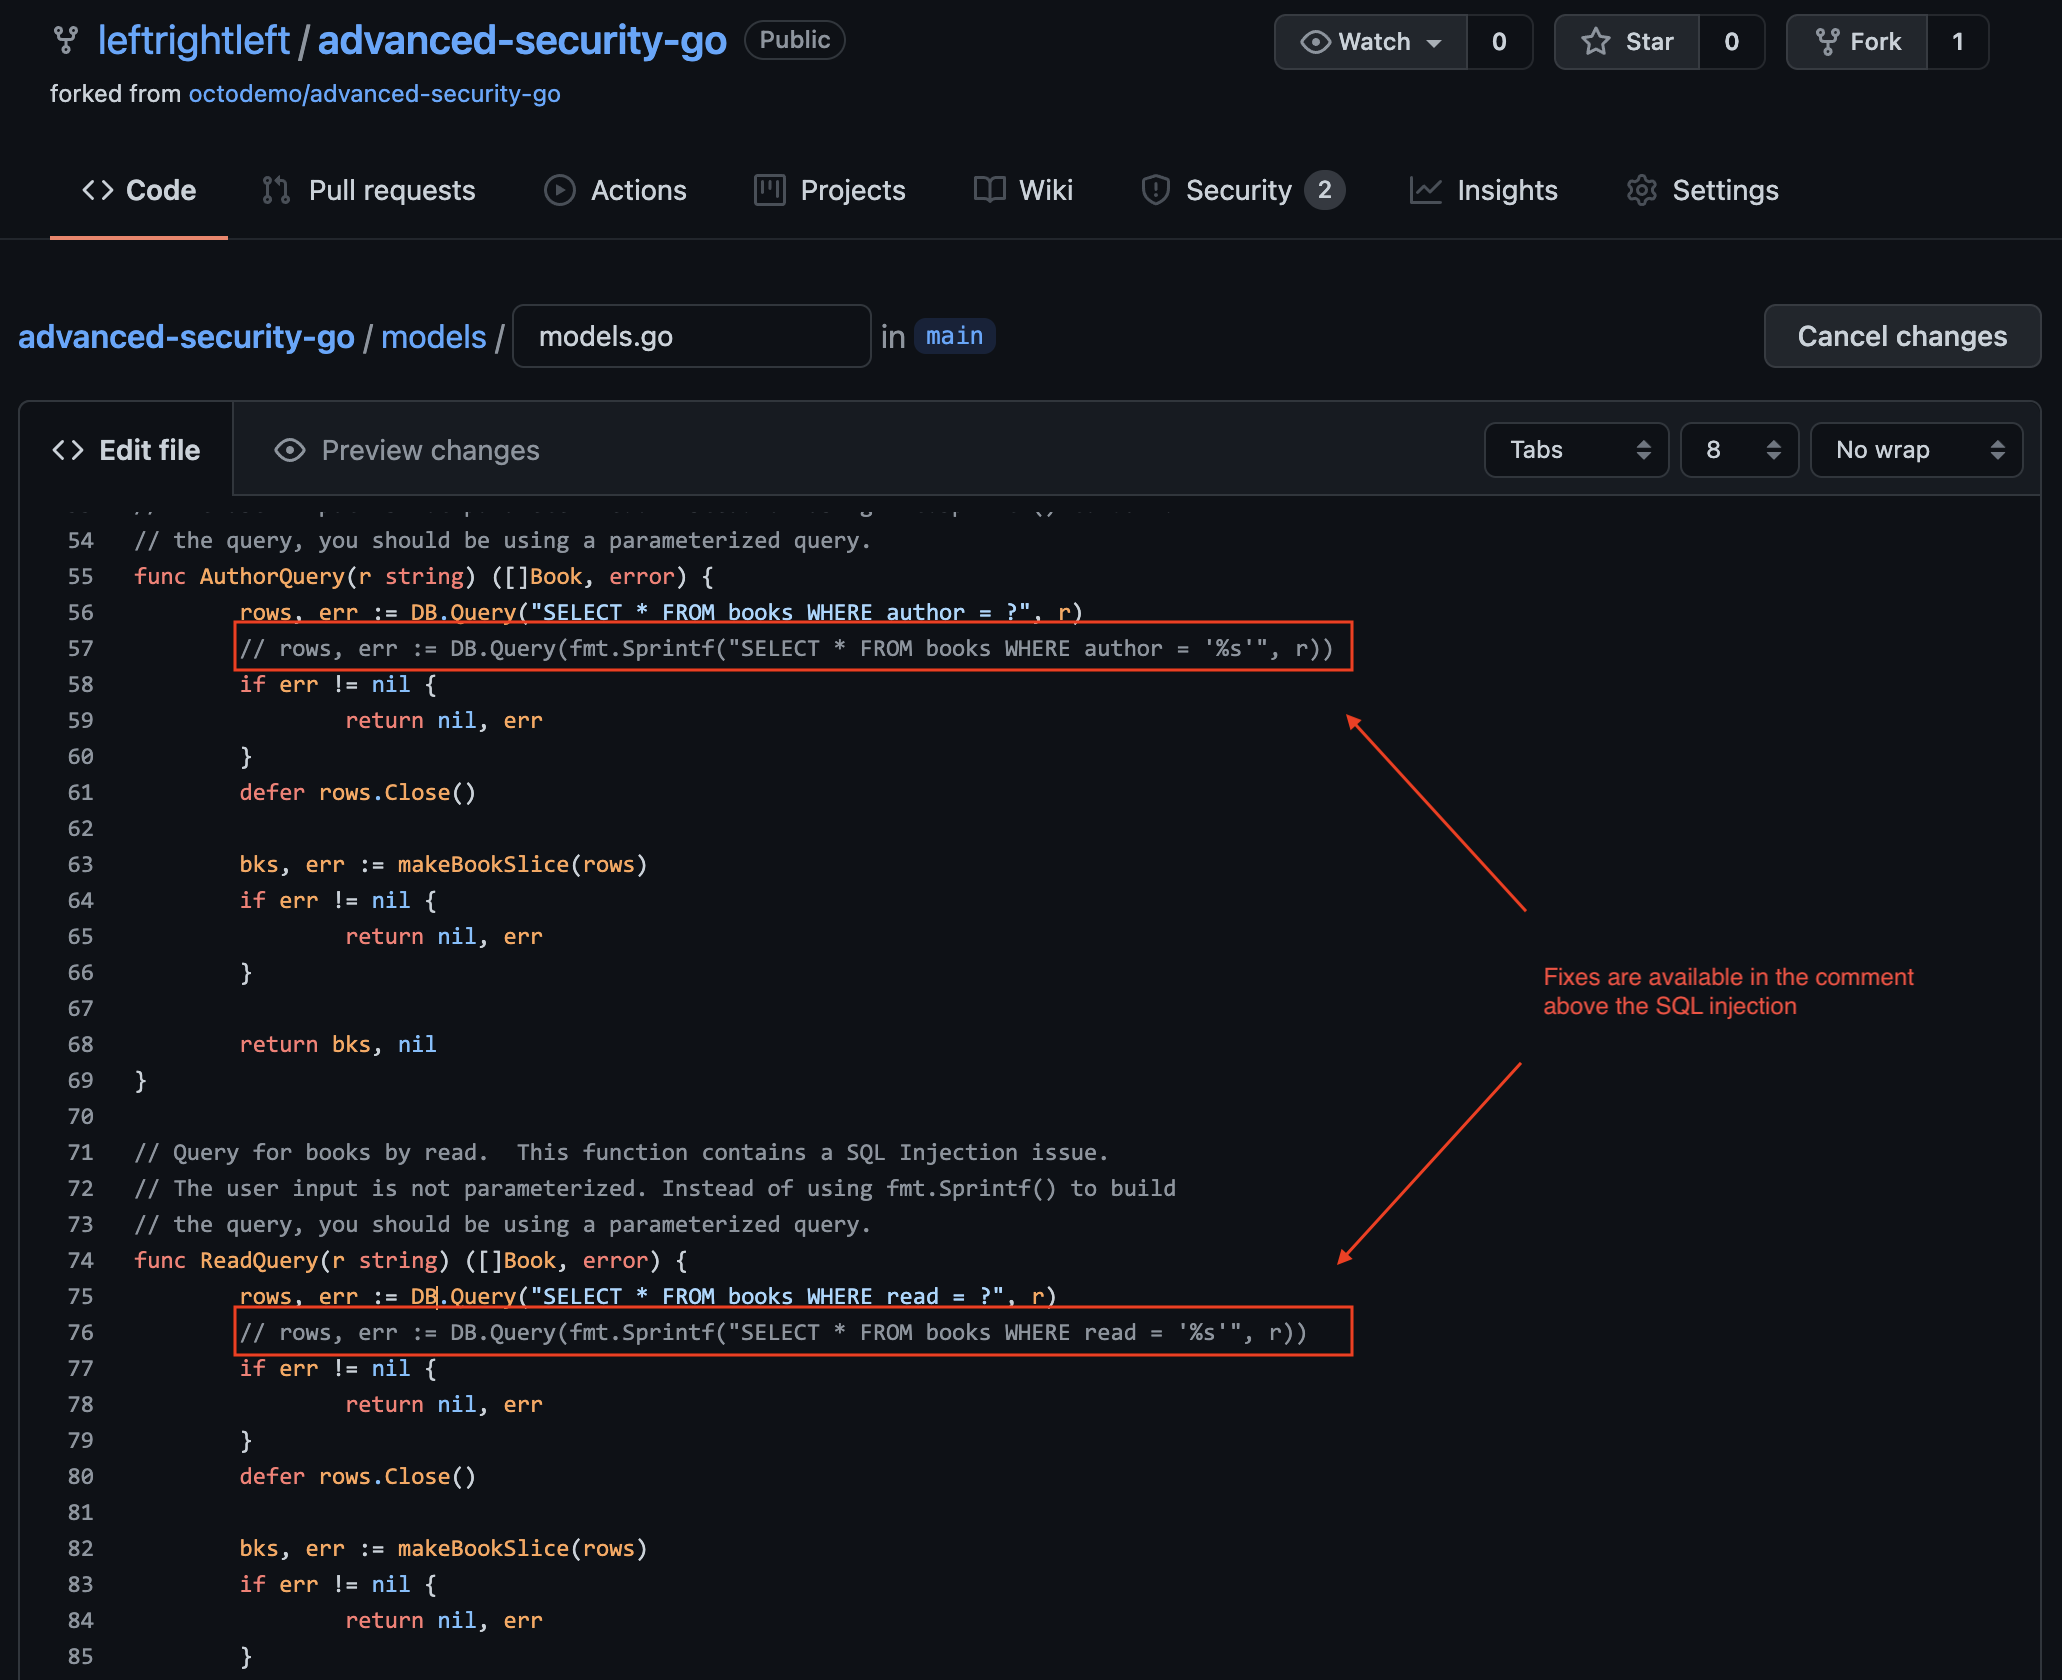 leftrightleft / advanced-security-go Public
Watch 0 Star 0 Fork 1
forked from octodemo/advanced-security-go
Code Pull requests Actions Projects Wiki Security 2 Insights Settings
advanced-security-go / models / models.go in main Cancel changes
Edit file Preview changes Tabs 8 No wrap
54 // the query, you should be using a parameterized query.
55 func AuthorQuery(r string) ([]Book, error) {
56 rows, err := DB.Query("SELECT * FROM books WHERE author = ?", r)
57 // rows, err := DB.Query(fmt.Sprintf("SELECT * FROM books WHERE author = '%s'", r))
58 if err != nil {
59 return nil, err
60 }
61 defer rows.Close()
62
63 bks, err := makeBookSlice(rows)
64 if err != nil {
65 return nil, err
66 }
67
68 return bks, nil
69 }
70
Fixes are available in the comment
above the SQL injection
71 // Query for books by read.  This function contains a SQL Injection issue.
72 // The user input is not parameterized. Instead of using fmt.Sprintf() to build
73 // the query, you should be using a parameterized query.
74 func ReadQuery(r string) ([]Book, error) {
75 rows, err := DB.Query("SELECT * FROM books WHERE read = ?", r)
76 // rows, err := DB.Query(fmt.Sprintf("SELECT * FROM books WHERE read = '%s'", r))
77 if err != nil {
78 return nil, err
79 }
80 defer rows.Close()
81
82 bks, err := makeBookSlice(rows)
83 if err != nil {
84 return nil, err
85 }